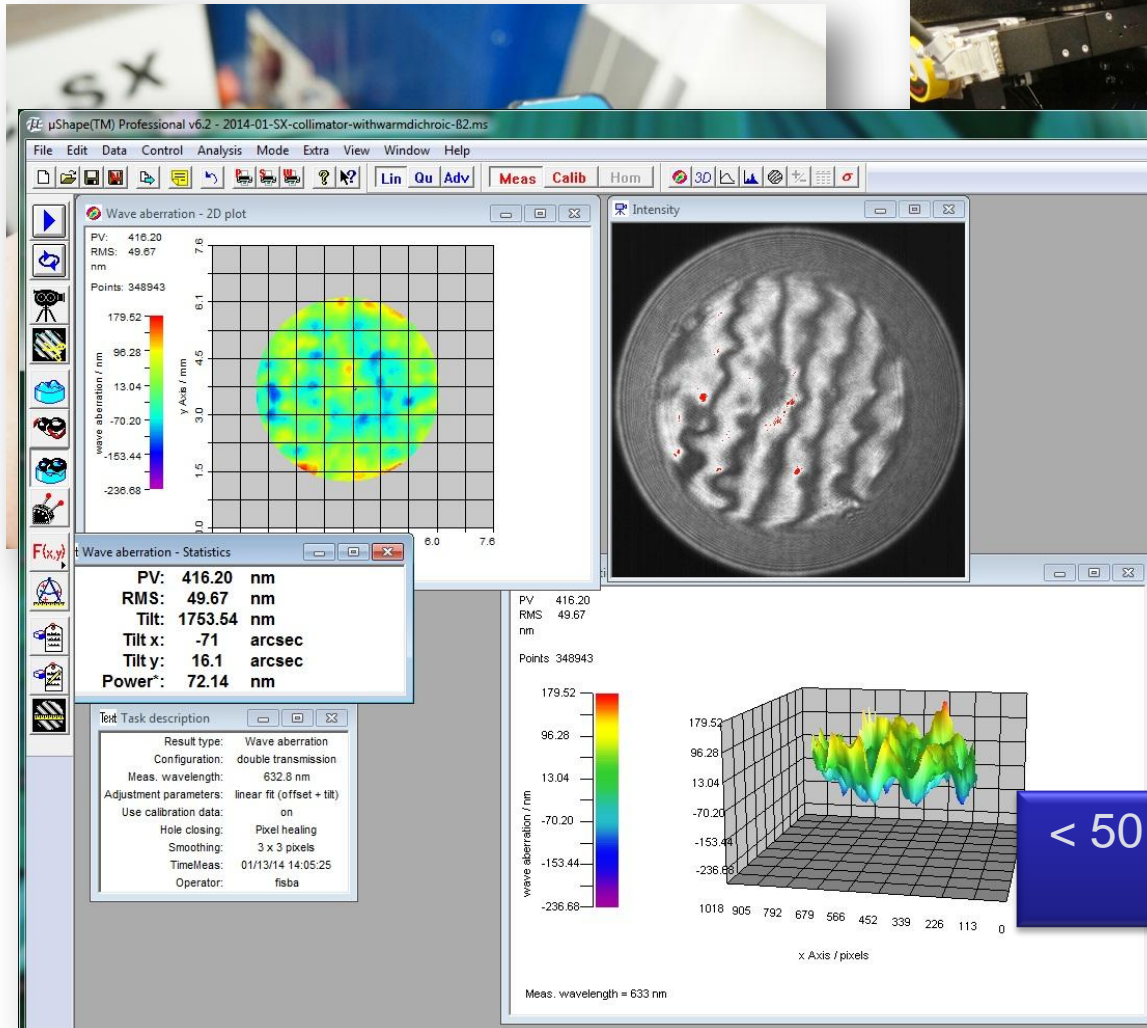 SX
µShape(TM) Professional v6.2 - 2014-01-SX-collimator-withwarmdichroic-B2.ms
File Edit Data Control Analysis Mode Extra View Window Help
Lin Qu Adv Meas Calib Hom 3D σ
Wave aberration - 2D plot
PV: 416.20
RMS: 49.67
nm
Points: 348943
179.52
96.28
13.04
-70.20
-153.44
-236.68
wave aberration / nm
7.6
6.1
4.5
3.0
1.5
0.0
y Axis / mm
6.0 7.6
Intensity
F(x,y)
Wave aberration - Statistics
PV: 416.20 nm
RMS: 49.67 nm
Tilt: 1753.54 nm
Tilt x: -71 arcsec
Tilt y: 16.1 arcsec
Power*: 72.14 nm
Text Task description
Result type: Wave aberration
Configuration: double transmission
Meas. wavelength: 632.8 nm
Adjustment parameters: linear fit (offset + tilt)
Use calibration data: on
Hole closing: Pixel healing
Smoothing: 3 x 3 pixels
TimeMeas: 01/13/14 14:05:25
Operator: fisba
PV 416.20
RMS 49.67
nm
Points 348943
179.52
96.28
13.04
-70.20
-153.44
-236.68
wave aberration / nm
179.52
96.28
13.04
-70.20
-153.44
-236.68
1018 905 792 679 566 452 339 226 113 0
x Axis / pixels
Meas. wavelength = 633 nm
< 50